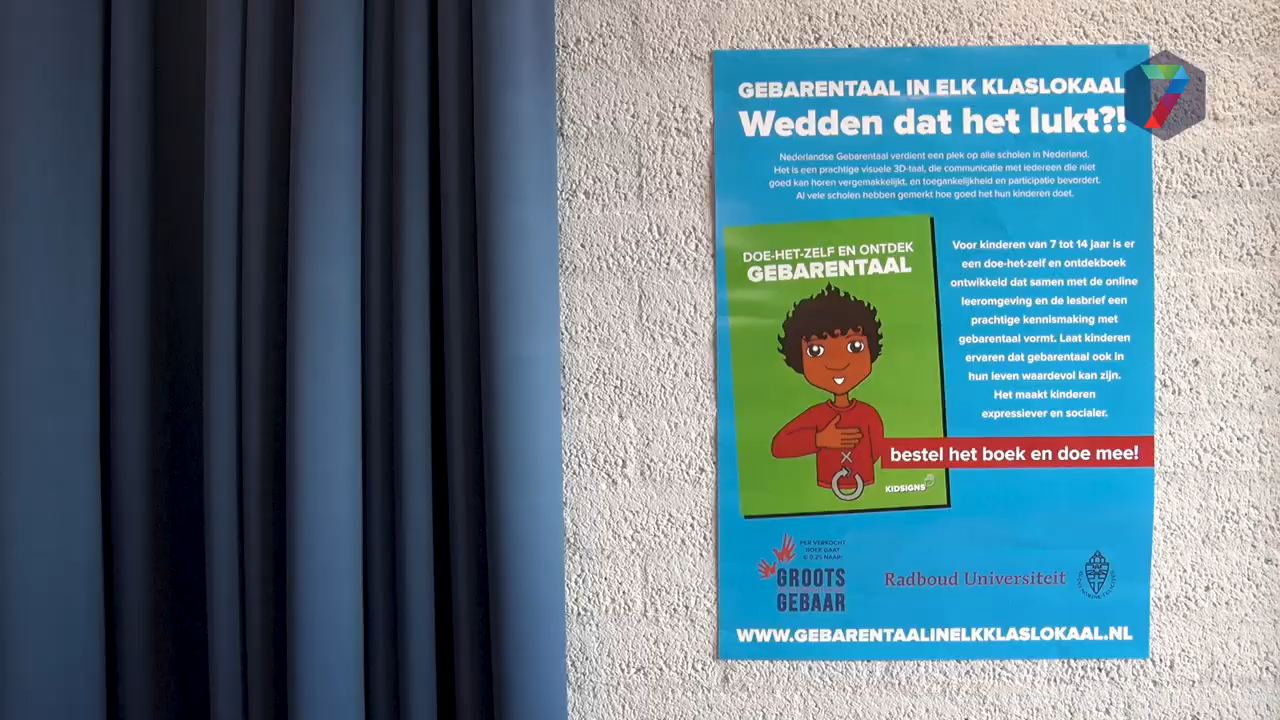 GEBARENTAAL IN ELK KLASLOKAAL
Wedden dat het lukt?!
7
Nederlandse Gebarentaal verdient een plek op alle scholen in Nederland.
Het is een prachtige visuele 3D-taal, die communicatie met iedereen die niet
goed kan horen vergemakkelijkt, en toegankelijkheid en participatie bevordert.
Al vele scholen hebben gemerkt hoe goed het hun kinderen doet.
DOE-HET-ZELF EN ONTDEK
GEBARENTAAL
KIDSIGNS
Voor kinderen van 7 tot 14 jaar is er
een doe-het-zelf en ontdekboek
ontwikkeld dat samen met de online
leeromgeving en de lesbrief een
prachtige kennismaking met
gebarentaal vormt. Laat kinderen
ervaren dat gebarentaal ook in
hun leven waardevol kan zijn.
Het maakt kinderen
expressiever en socialer.
bestel het boek en doe mee!
PER VERKOCHT
BOEK GAAT
€ 0,25 NAAR:
GROOTS
GEBAAR
Radboud Universiteit
WWW.GEBARENTAALINELKKLASLOKAAL.NL